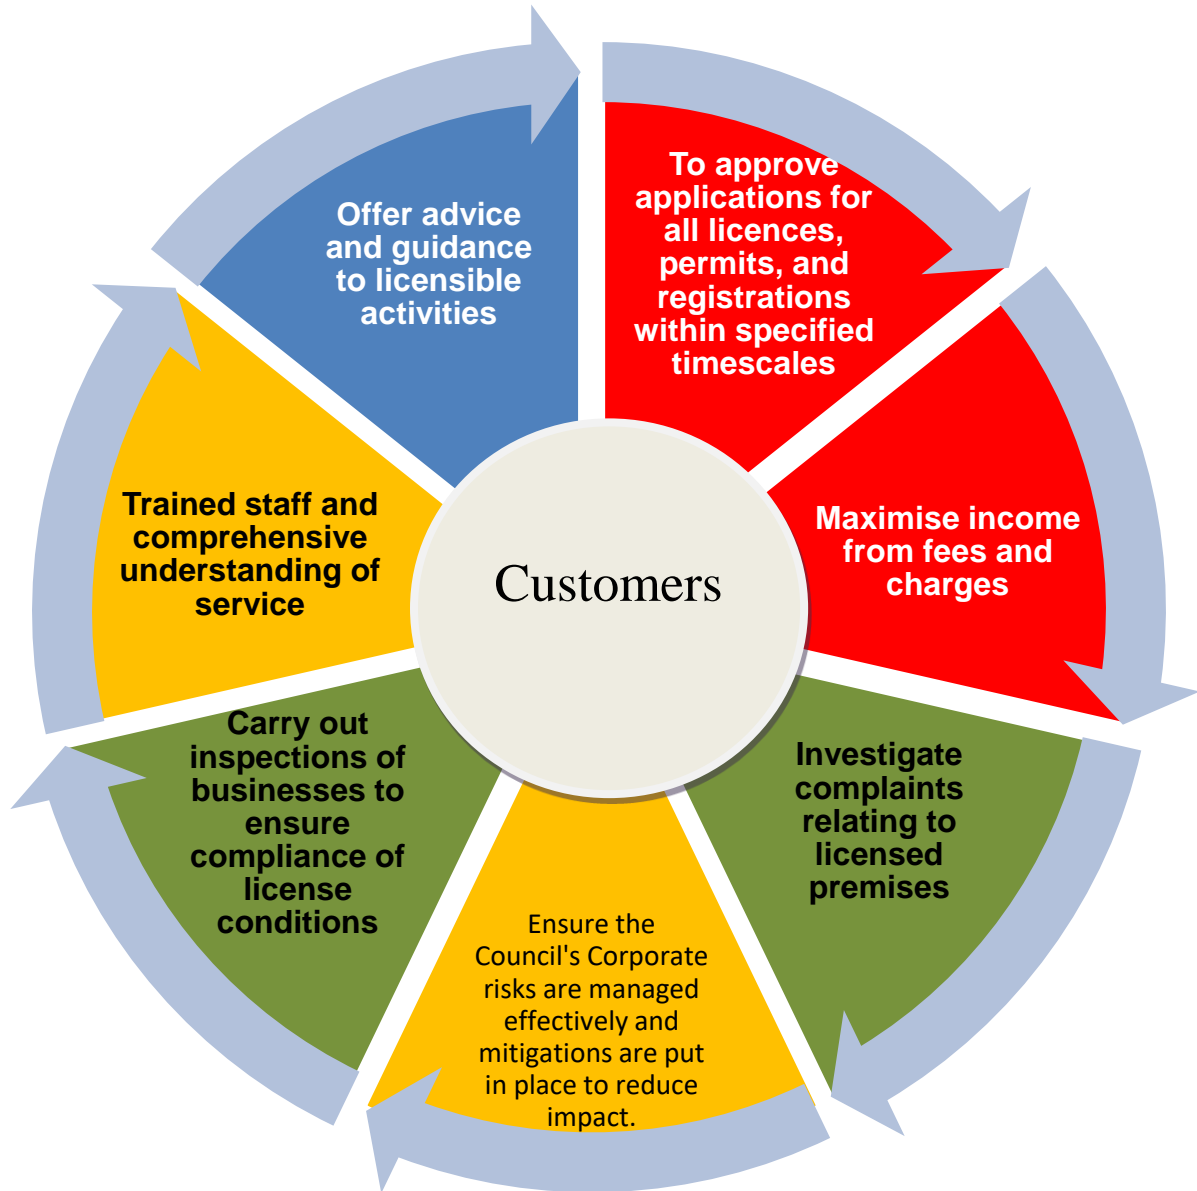 Offer advice
and guidance
to licensible
activities
To approve
applications for
all licences,
permits, and
registrations
within specified
timescales
Maximise income
from fees and
charges
Investigate
complaints
relating to
licensed
premises
Ensure the
Council's Corporate
risks are managed
effectively and
mitigations are put
in place to reduce
impact.
Carry out
inspections of
businesses to
ensure
compliance of
license
conditions
Trained staff and
comprehensive
understanding of
service
Customers